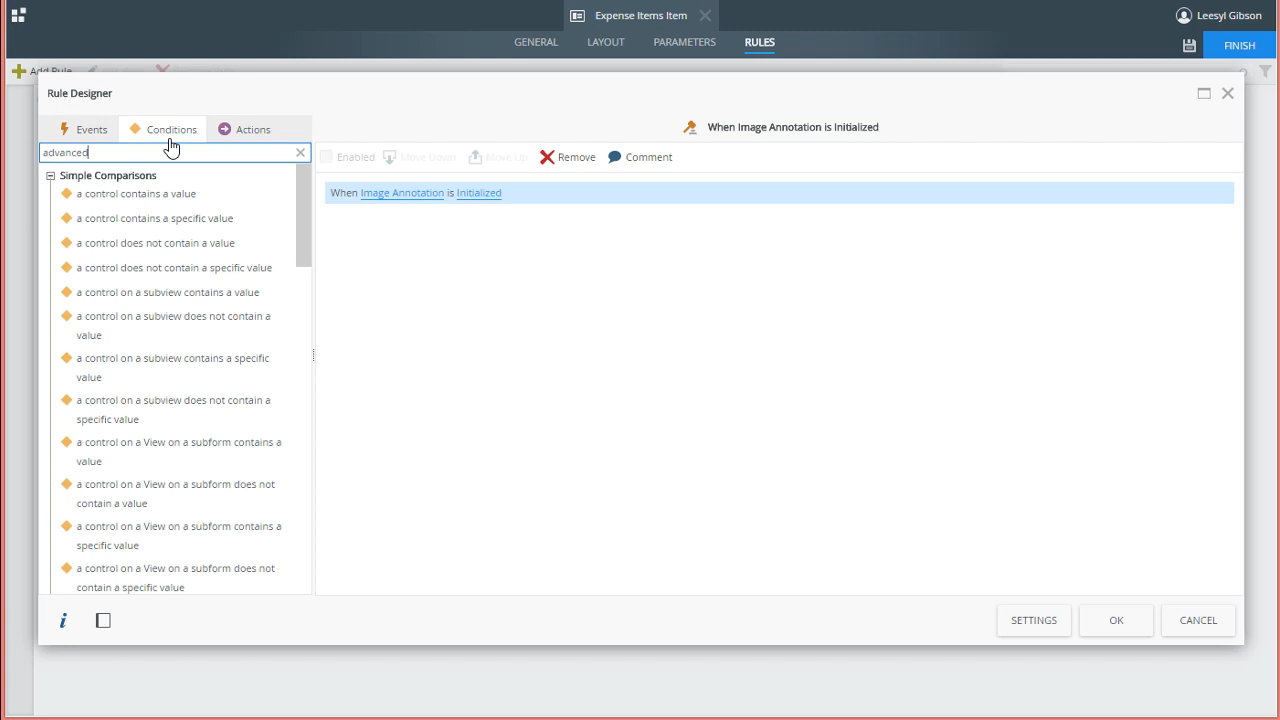 Expense Items Item
Leesyl Gibson
GENERAL LAYOUT PARAMETERS RULES
FINISH
Add Rule
Rule Designer
Events Conditions Actions
When Image Annotation is Initialized
advanced
Enabled Move Down Move Up Remove Comment
Simple Comparisons
When Image Annotation is Initialized
a control contains a value
a control contains a specific value
a control does not contain a value
a control does not contain a specific value
a control on a subview contains a value
a control on a subview does not contain a
value
a control on a subview contains a specific
value
a control on a subview does not contain a
specific value
a control on a View on a subform contains a
value
a control on a View on a subform does not
contain a value
a control on a View on a subform contains a
specific value
a control on a View on a subform does not
contain a specific value
i
SETTINGS OK CANCEL